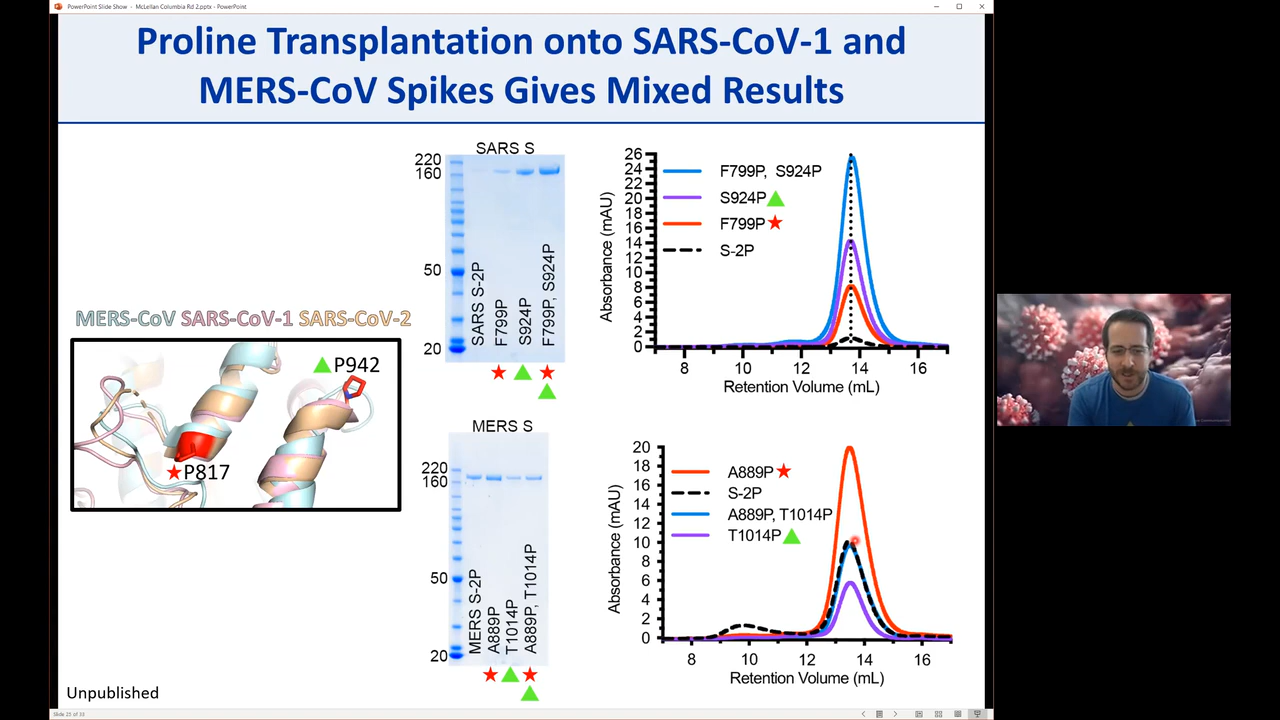 PowerPoint Slide Show - McLellan Columbia Rd 2.pptx - PowerPoint
Proline Transplantation onto SARS-CoV-1 and
MERS-CoV Spikes Gives Mixed Results
SARS S
220
160
50
20
SARS S-2P
F799P
S924P
F799P, S924P
Absorbance (mAU)
26
24
22
20
18
16
14
12
10
8
6
4
2
0
F799P, S924P
S924P
F799P
S-2P
8
10
12
14
16
Retention Volume (mL)
MERS-CoV SARS-CoV-1 SARS-CoV-2
P942
P817
MERS S
220
160
50
20
MERS S-2P
A889P
T1014P
A889P, T1014P
Absorbance (mAU)
20
18
16
14
12
10
8
6
4
2
0
A889P
S-2P
A889P, T1014P
T1014P
8
10
12
14
16
Retention Volume (mL)
Unpublished
Slide 25 of 33